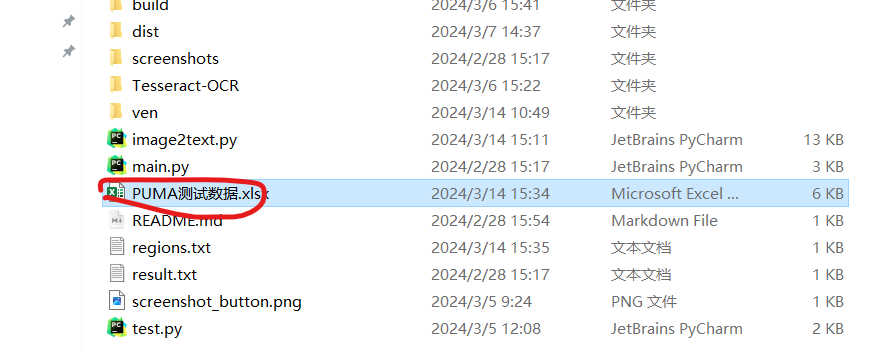 build 2024/3/6 15:41 文件夹
dist 2024/3/7 14:37 文件夹
screenshots 2024/2/28 15:17 文件夹
Tesseract-OCR 2024/3/6 15:22 文件夹
ven 2024/3/14 10:49 文件夹
image2text.py 2024/3/14 15:11 JetBrains PyCharm 13 KB
main.py 2024/2/28 15:17 JetBrains PyCharm 3 KB
PUMA测试数据.xlsx 2024/3/14 15:34 Microsoft Excel ... 6 KB
README.md 2024/2/28 15:54 Markdown File 1 KB
regions.txt 2024/3/14 15:35 文本文档 1 KB
result.txt 2024/2/28 15:17 文本文档 1 KB
screenshot_button.png 2024/3/5 9:24 PNG 文件 1 KB
test.py 2024/3/5 12:08 JetBrains PyCharm 2 KB